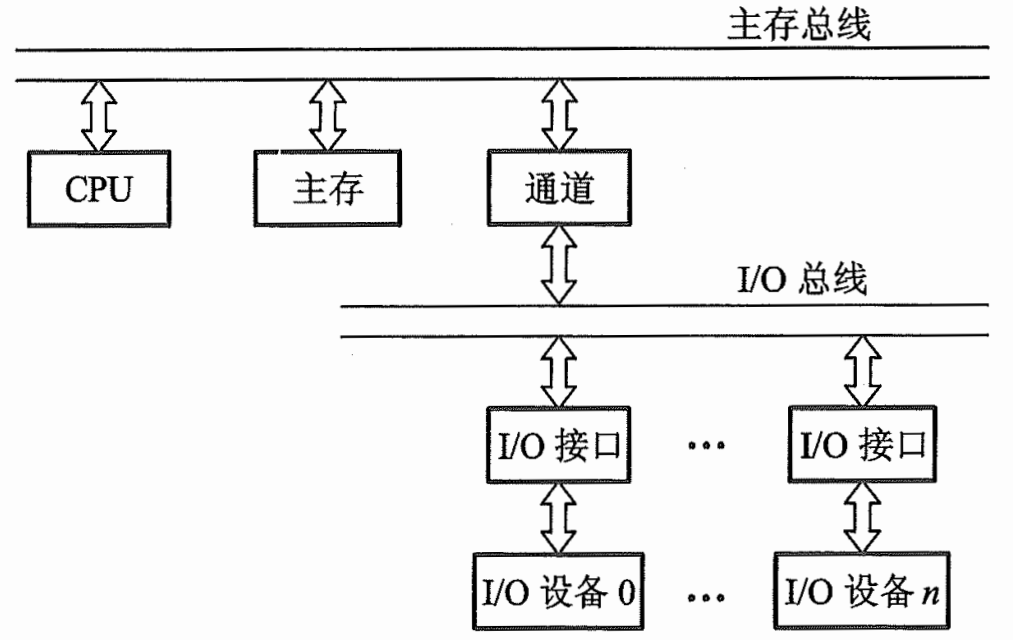 主存总线
CPU 主存 通道
I/O 总线
I/O 接口 … I/O 接口
I/O 设备 0 … I/O 设备 n